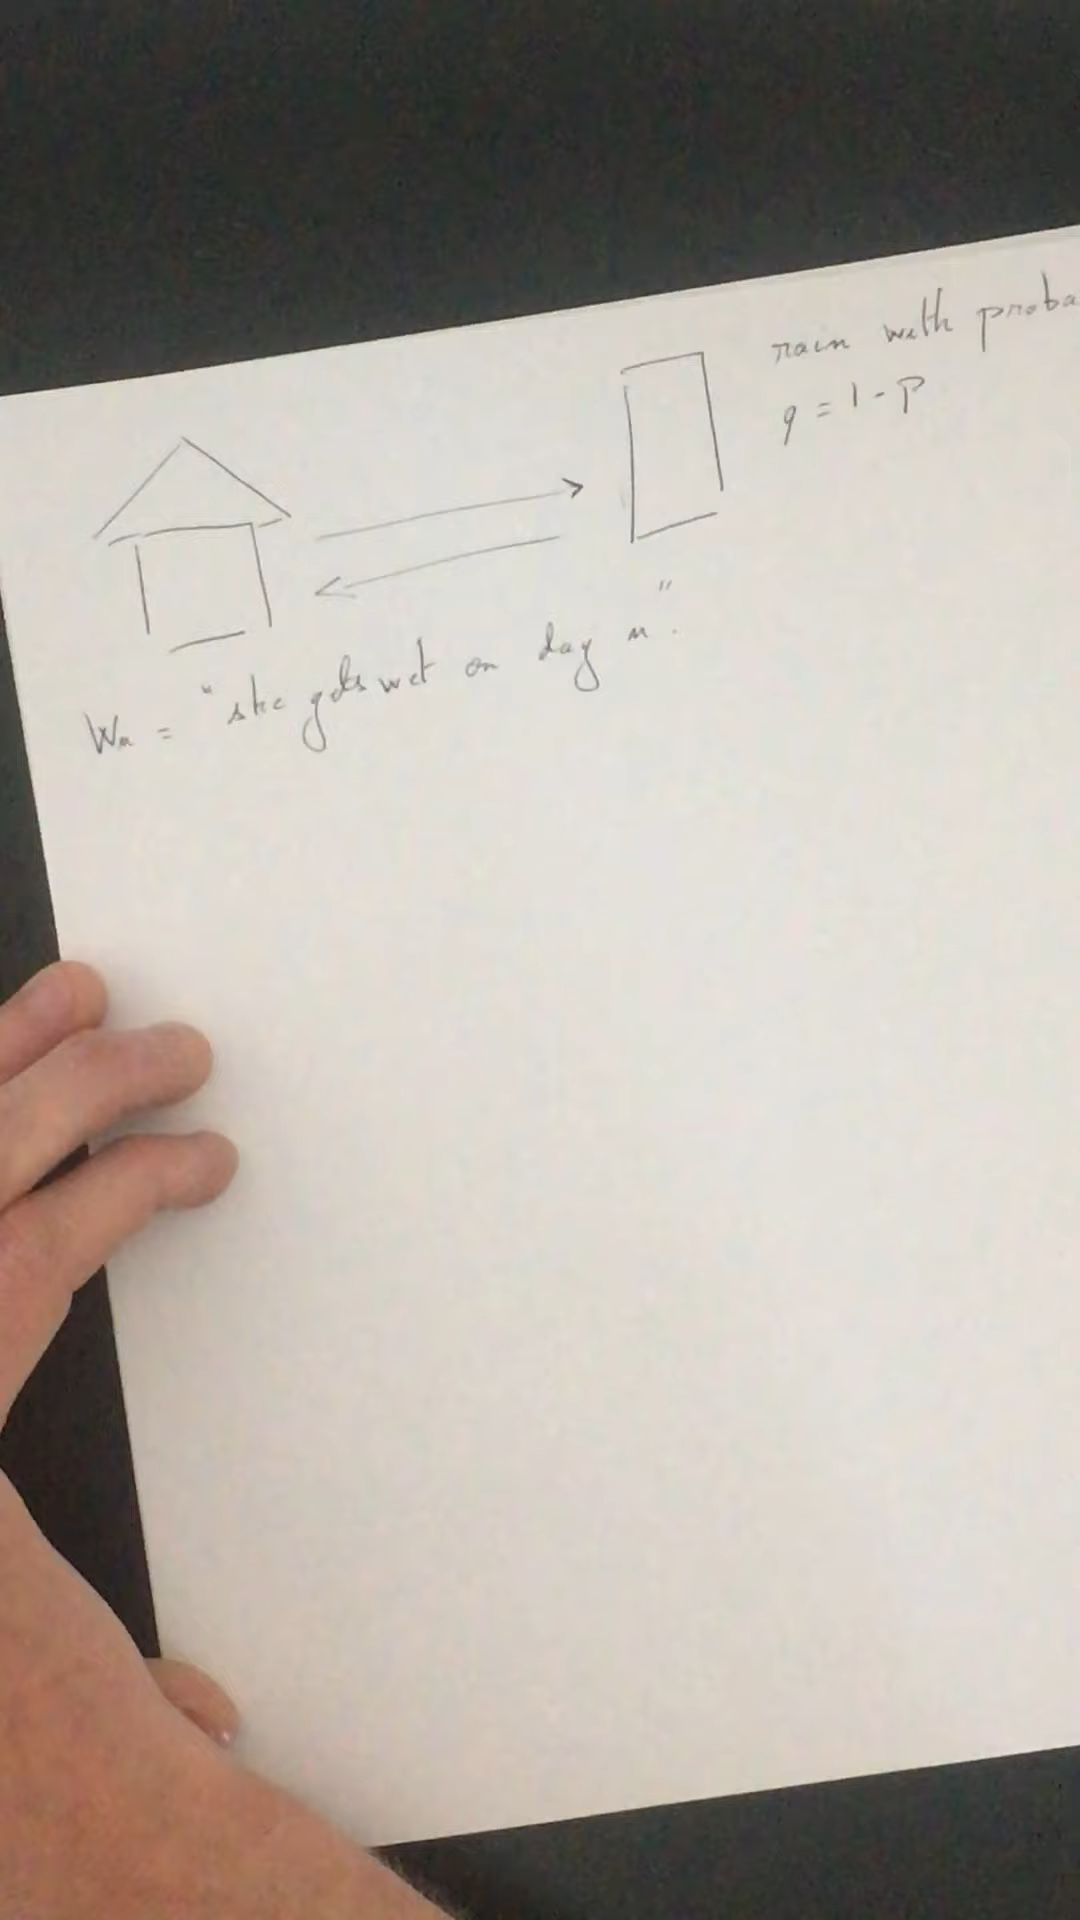 rain with proba
q = 1 - p
Wn = "she gets wet on day n".